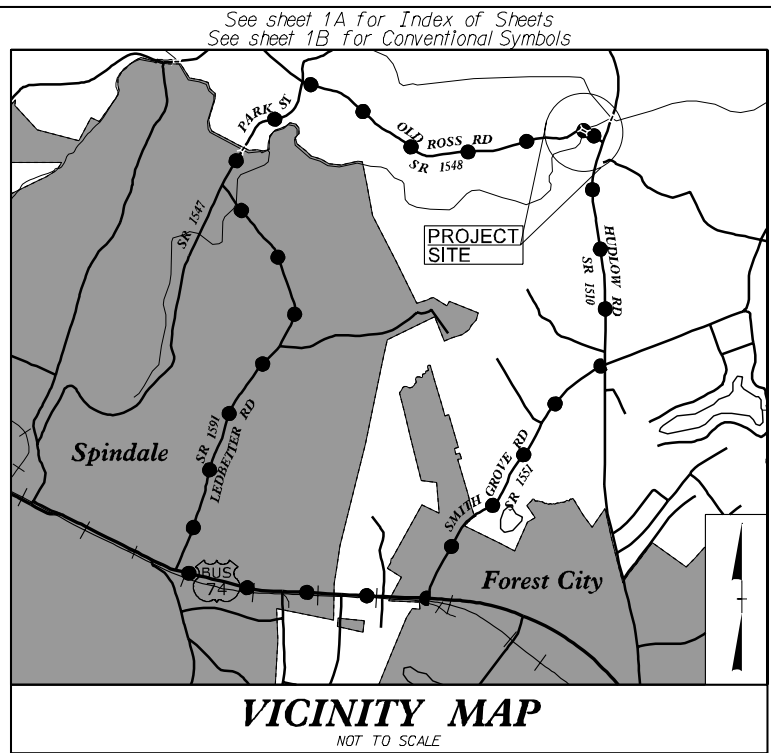 See sheet 1A for Index of Sheets
See sheet 1B for Conventional Symbols
PARK ST
OLD ROSS RD
SR 1548
SR 1547
PROJECT
SITE
HUDLOW RD
SR 1510
SR 1591
LEDBETTER RD
Spindale
SMITH GROVE RD
SR 1551
BUS
74
Forest City
VICINITY MAP
NOT TO SCALE